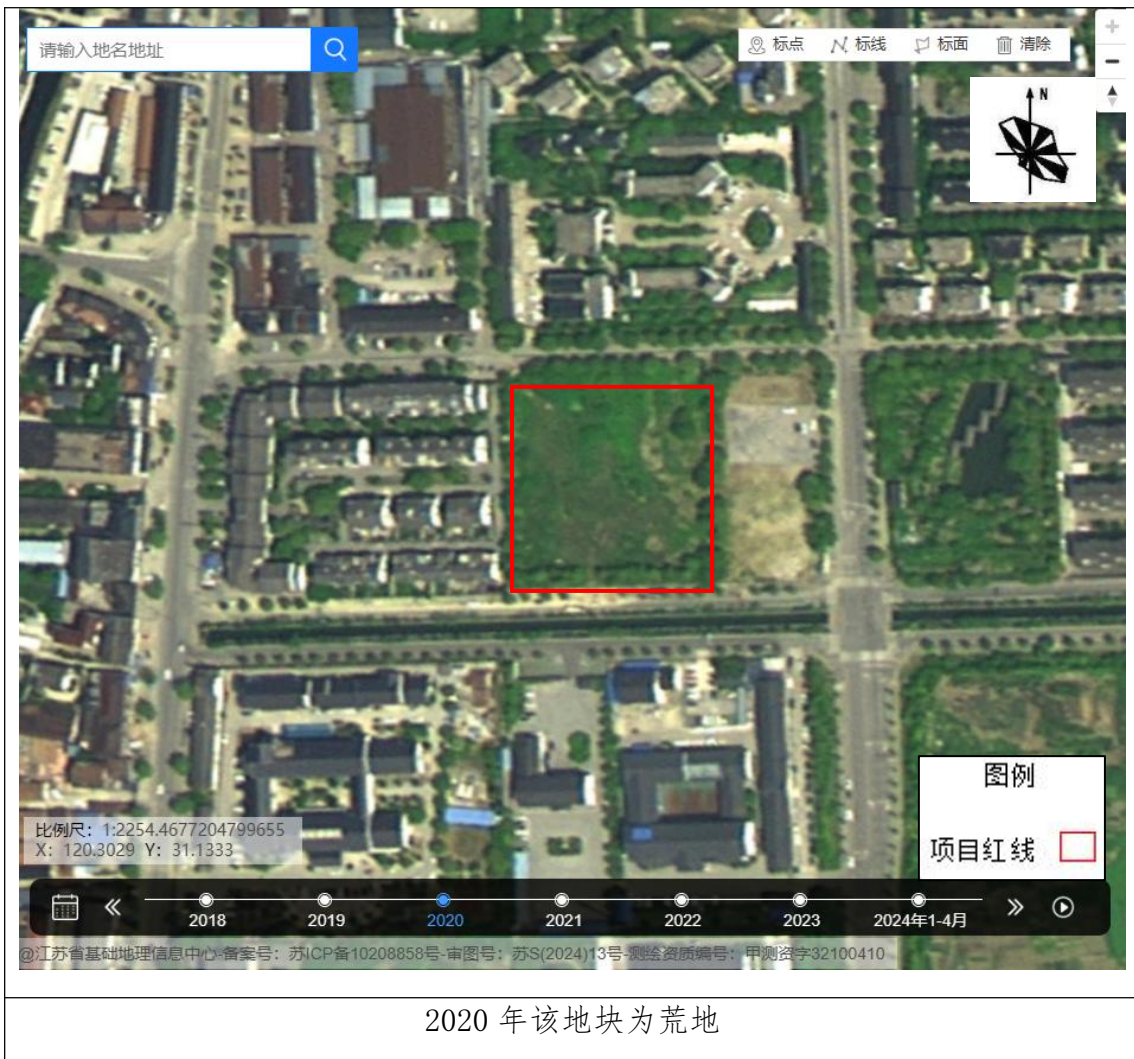 请输入地名地址
标点 标线 标面 清除
N
图例
项目红线
比例尺：1:2254.4677204799655
X：120.3029 Y：31.1333
2018 2019 2020 2021 2022 2023 2024年1-4月
@江苏省基础地理信息中心-备案号：苏ICP备10208858号-审图号：苏S(2024)13号-测绘资质编号：甲测资字32100410
2020 年该地块为荒地